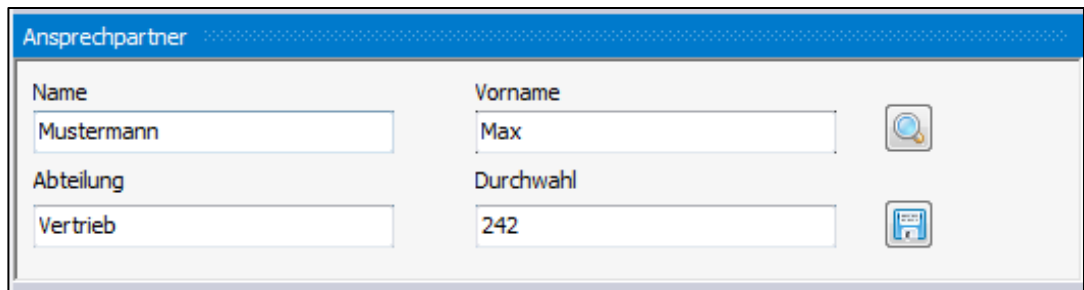 Ansprechpartner
Name Vorname
Mustermann Max
Abteilung Durchwahl
Vertrieb 242